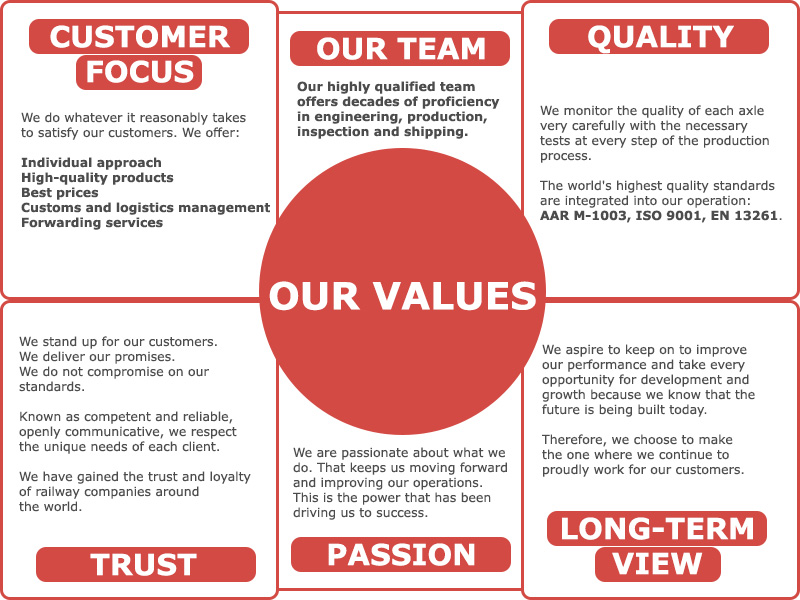 CUSTOMER
FOCUS
We do whatever it reasonably takes
to satisfy our customers. We offer:
Individual approach
High-quality products
Best prices
Customs and logistics management
Forwarding services
OUR TEAM
Our highly qualified team
offers decades of proficiency
in engineering, production,
inspection and shipping.
QUALITY
We monitor the quality of each axle
very carefully with the necessary
tests at every step of the production
process.
The world's highest quality standards
are integrated into our operation:
AAR M-1003, ISO 9001, EN 13261.
OUR VALUES
We stand up for our customers.
We deliver our promises.
We do not compromise on our
standards.
Known as competent and reliable,
openly communicative, we respect
the unique needs of each client.
We have gained the trust and loyalty
of railway companies around
the world.
TRUST
We are passionate about what we
do. That keeps us moving forward
and improving our operations.
This is the power that has been
driving us to success.
PASSION
We aspire to keep on to improve
our performance and take every
opportunity for development and
growth because we know that the
future is being built today.
Therefore, we choose to make
the one where we continue to
proudly work for our customers.
LONG-TERM
VIEW